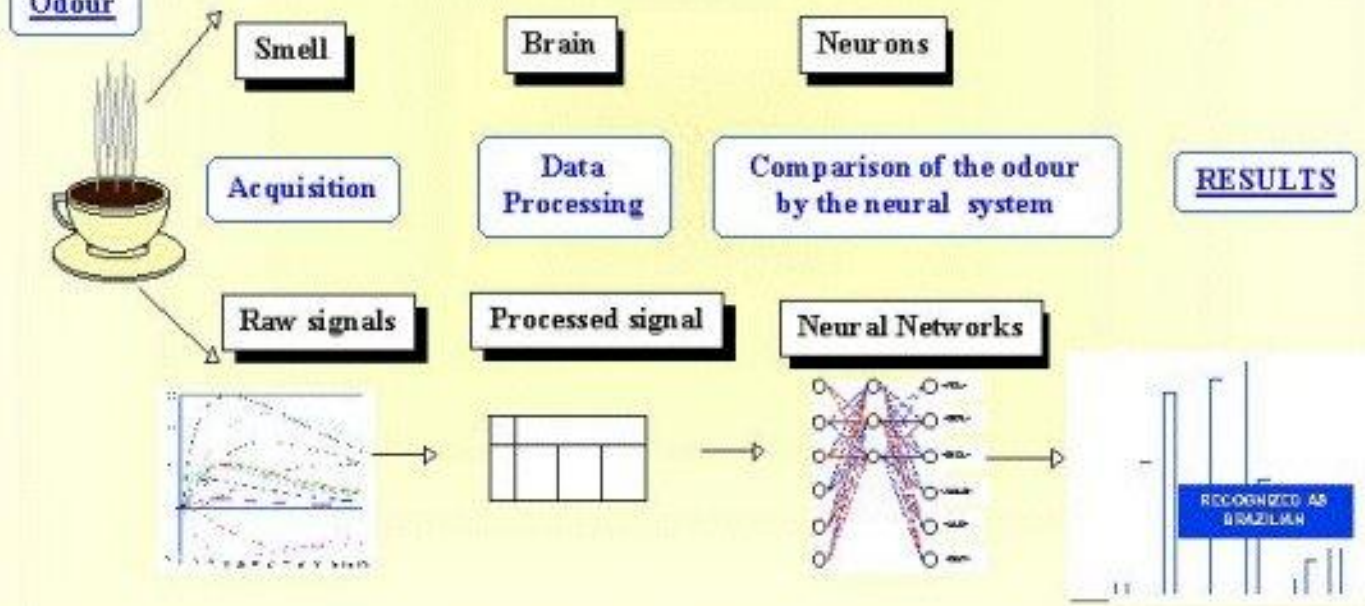 Odour
Smell
Brain
Neurons
Acquisition
Data
Processing
Comparison of the odour
by the neural system
RESULTS
Raw signals
Processed signal
Neural Networks
RECOGNIZED AS
BRAZILIAN